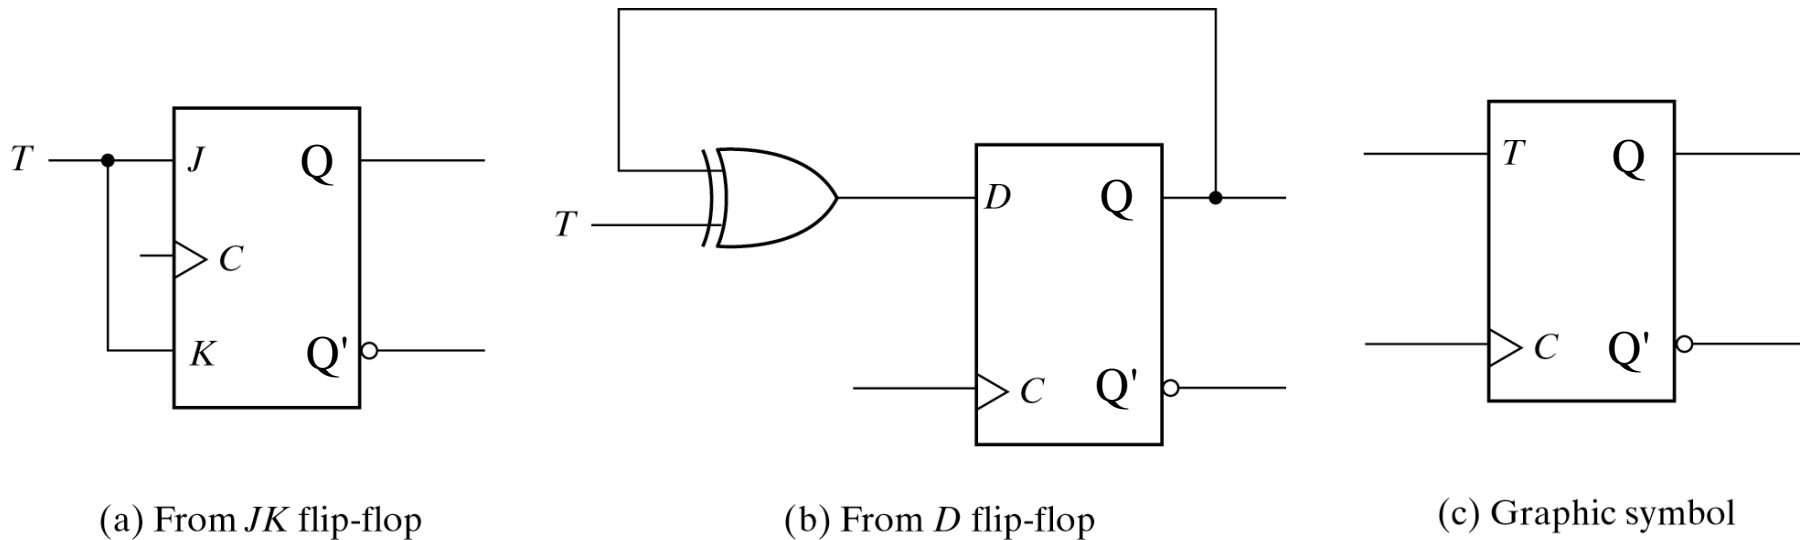 T
J
Q
C
K
Q'
(a) From JK flip-flop
T
D
Q
C
Q'
(b) From D flip-flop
T
Q
C
Q'
(c) Graphic symbol